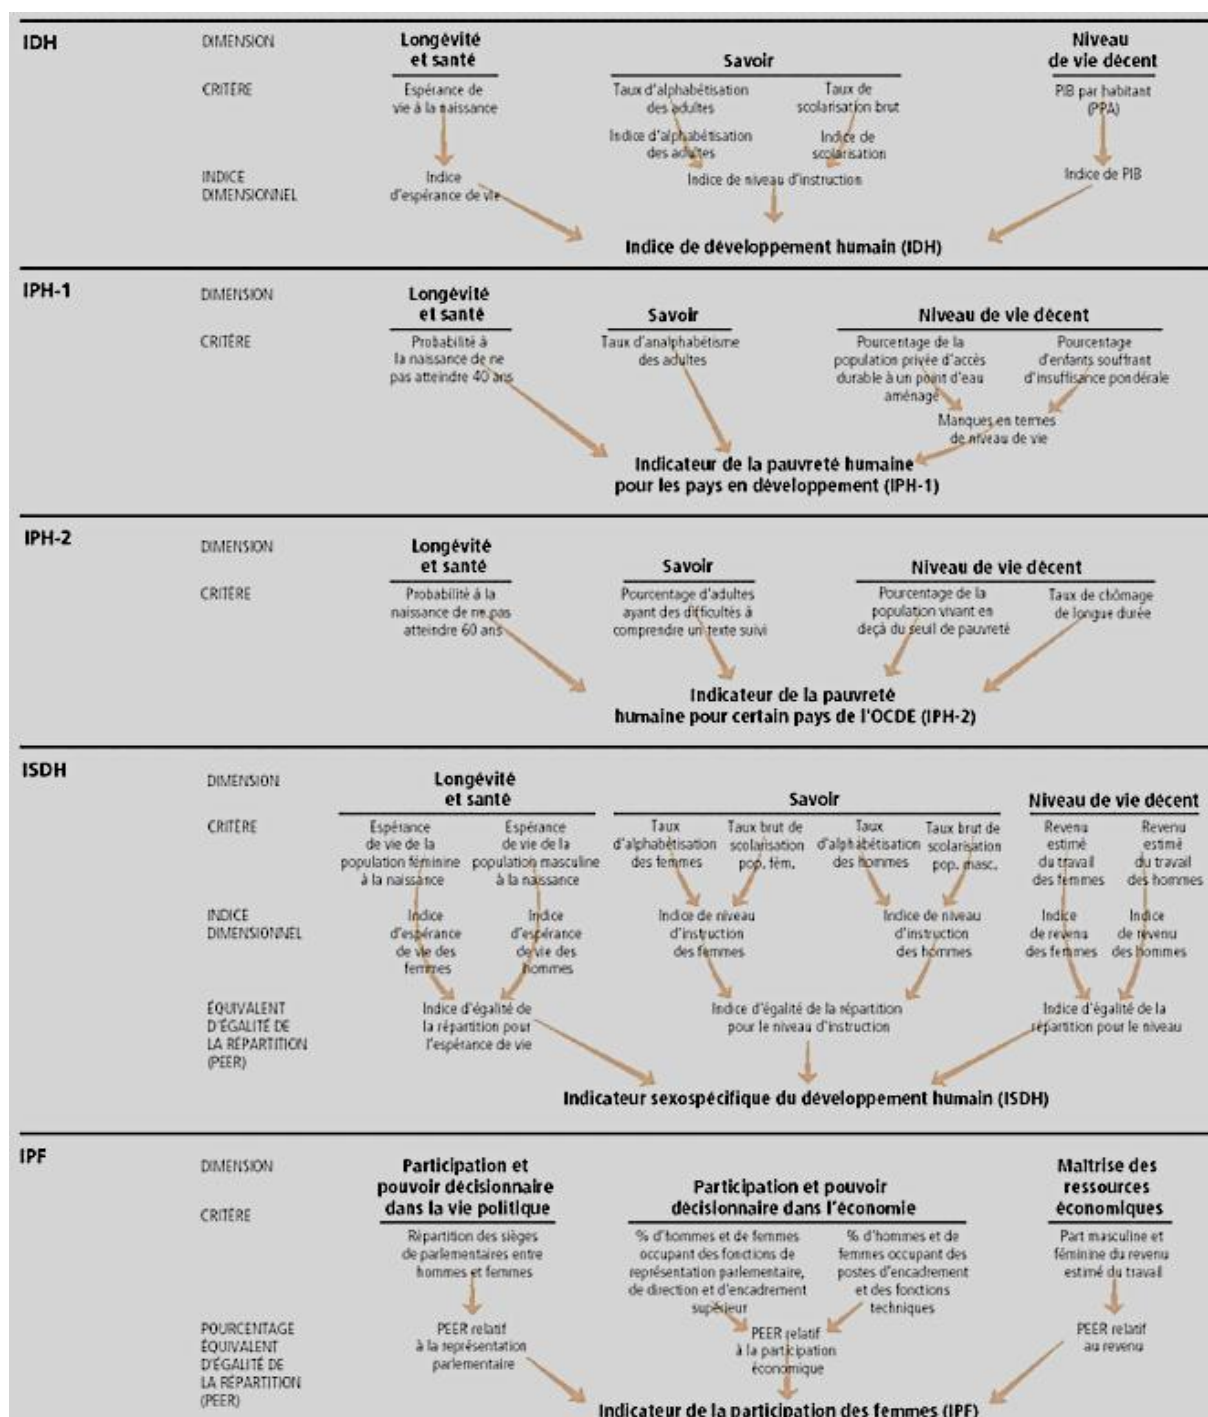 IDH
DIMENSION
Longévité
et santé
Savoir
Niveau
de vie décent
CRITÈRE
Espérance de
vie à la naissance
Taux d'alphabétisation
des adultes
Taux de
scolarisation brut
PIB par habitant
(PPA)
Indice d'alphabétisation
des adultes
Indice de
scolarisation
INDICE
DIMENSIONNEL
Indice
d'espérance de vie
Indice de niveau d'instruction
Indice de PIB
Indice de développement humain (IDH)
IPH-1
DIMENSION
Longévité
et santé
Savoir
Niveau de vie décent
CRITÈRE
Probabilité à
la naissance de ne
pas atteindre 40 ans
Taux d'analphabétisme
des adultes
Pourcentage de la
population privée d'accès
durable à un point d'eau
aménagé
Pourcentage
d'enfants souffrant
d'insuffisance pondérale
Manques en termes
de niveau de vie
Indicateur de la pauvreté humaine
pour les pays en développement (IPH-1)
IPH-2
DIMENSION
Longévité
et santé
Savoir
Niveau de vie décent
CRITÈRE
Probabilité à la
naissance de ne pas
atteindre 60 ans
Pourcentage d'adultes
ayant des difficultés à
comprendre un texte suivi
Pourcentage de la
population vivant en
deçà du seuil de pauvreté
Taux de chômage
de longue durée
Indicateur de la pauvreté
humaine pour certain pays de l'OCDE (IPH-2)
ISDH
DIMENSION
Longévité
et santé
Savoir
Niveau de vie décent
CRITÈRE
Espérance
de vie de la
population féminine
à la naissance
Espérance
de vie de la
population masculine
à la naissance
Taux
d'alphabétisation
des femmes
Taux brut de
scolarisation
pop. fém.
Taux
d'alphabétisation
des hommes
Taux brut de
scolarisation
pop. masc.
Revenu
estimé
du travail
des femmes
Revenu
estimé
du travail
des hommes
INDICE
DIMENSIONNEL
Indice
d'espérance
de vie des
femmes
Indice
d'espérance
de vie des
hommes
Indice de niveau
d'instruction
des femmes
Indice de niveau
d'instruction
des hommes
Indice
de revenu
des femmes
Indice
de revenu
des hommes
ÉQUIVALENT
D'ÉGALITÉ DE
LA RÉPARTITION
(PEER)
Indice d'égalité de
la répartition pour
l'espérance de vie
Indice d'égalité de la répartition
pour le niveau d'instruction
Indice d'égalité de la
répartition pour le niveau
Indicateur sexospécifique du développement humain (ISDH)
IPF
DIMENSION
Participation et
pouvoir décisionnaire
dans la vie politique
Participation et pouvoir
décisionnaire dans l'économie
Maîtrise des
ressources
économiques
CRITÈRE
Répartition des sièges
de parlementaires entre
hommes et femmes
% d'hommes et de femmes
occupant des fonctions de
représentation parlementaire,
de direction et d'encadrement
supérieur
% d'hommes et de
femmes occupant des
postes d'encadrement
et des fonctions
techniques
Part masculine et
féminine du revenu
estimé du travail
POURCENTAGE
ÉQUIVALENT
D'ÉGALITÉ DE
LA RÉPARTITION
(PEER)
PEER relatif
à la représentation
parlementaire
PEER relatif
à la participation
économique
PEER relatif
au revenu
Indicateur de la participation des femmes (IPF)